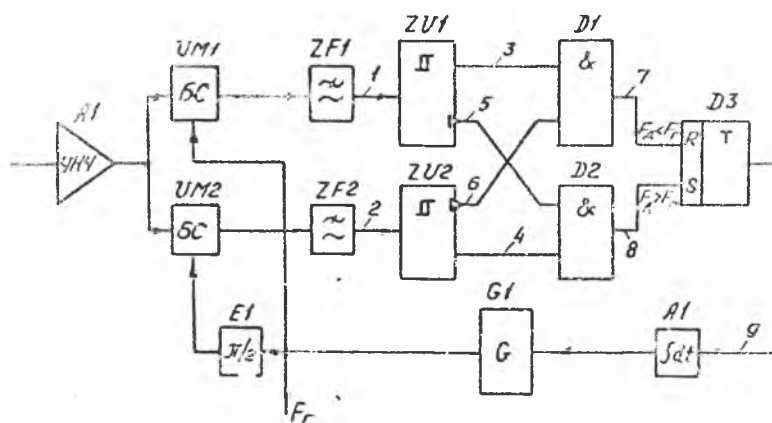 ZU1
D1
UM1
ZF1
1
3
&
7
БС
5
D3
A1
FД<Fг
R
T
УНЧ
ZU2
6
D2
S
UM2
ZF2
2
&
FД>Fг
БС
4
8
G1
A1
9
E1
π/2
G
∫dt
Fг